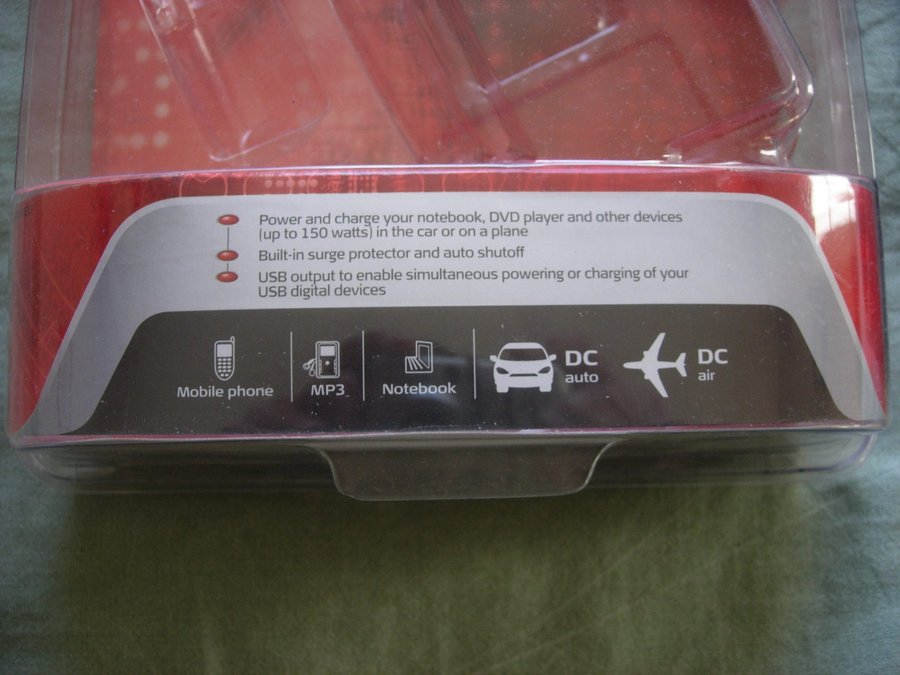 Power and charge your notebook, DVD player and other devices
(up to 150 watts) in the car or on a plane
Built-in surge protector and auto shutoff
USB output to enable simultaneous powering or charging of your
USB digital devices
Mobile phone
MP3
Notebook
DC
auto
DC
air